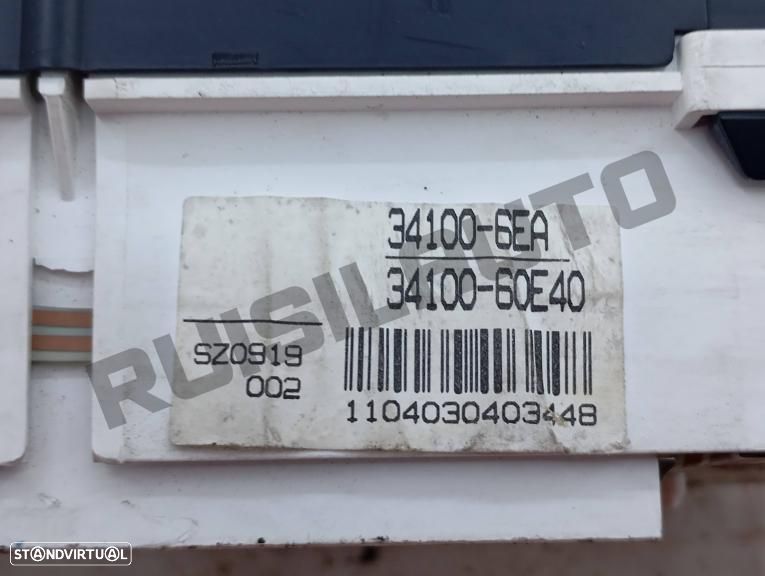 34100-6EA
34100-60E40
SZ0919
002
1104030403448
RUISILAUTO
STANDVIRTUAL